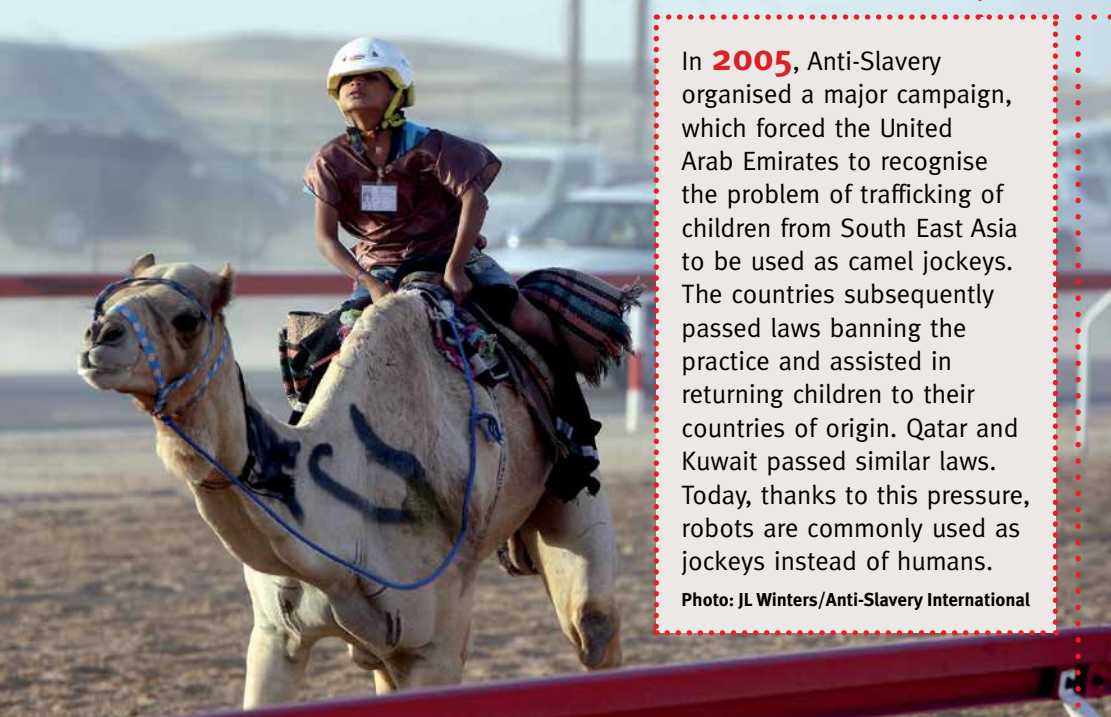 In 2005, Anti-Slavery
organised a major campaign,
which forced the United
Arab Emirates to recognise
the problem of trafficking of
children from South East Asia
to be used as camel jockeys.
The countries subsequently
passed laws banning the
practice and assisted in
returning children to their
countries of origin. Qatar and
Kuwait passed similar laws.
Today, thanks to this pressure,
robots are commonly used as
jockeys instead of humans.
Photo: JL Winters/Anti-Slavery International